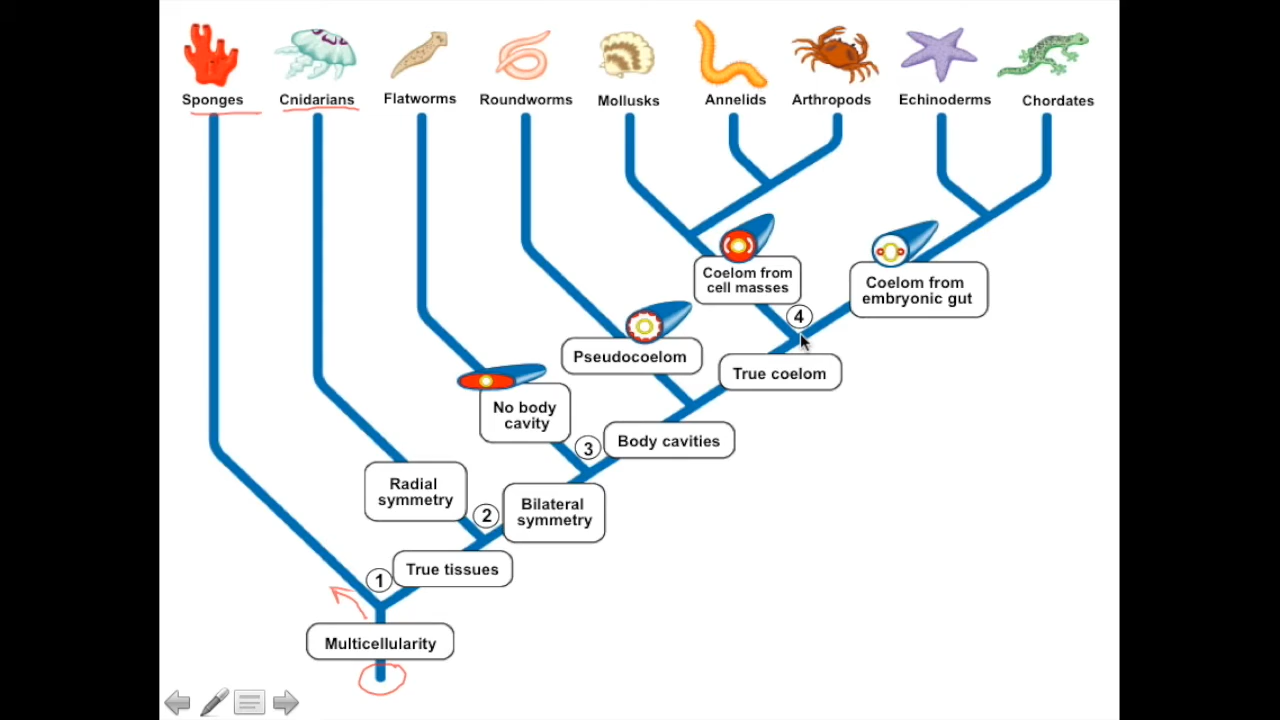 Sponges
Cnidarians
Flatworms
Roundworms
Mollusks
Annelids
Arthropods
Echinoderms
Chordates
Coelom from
cell masses
Coelom from
embryonic gut
4
Pseudocoelom
True coelom
No body
cavity
3
Body cavities
Radial
symmetry
2
Bilateral
symmetry
1
True tissues
Multicellularity